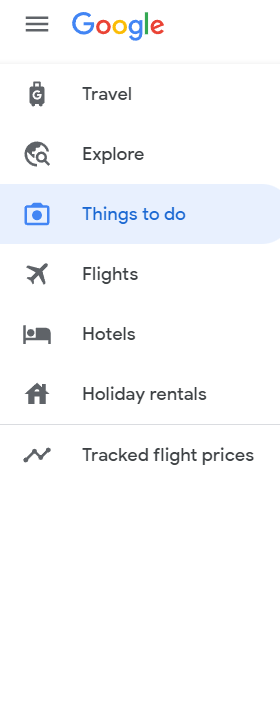 Google
Travel
Explore
Things to do
Flights
Hotels
Holiday rentals
Tracked flight prices